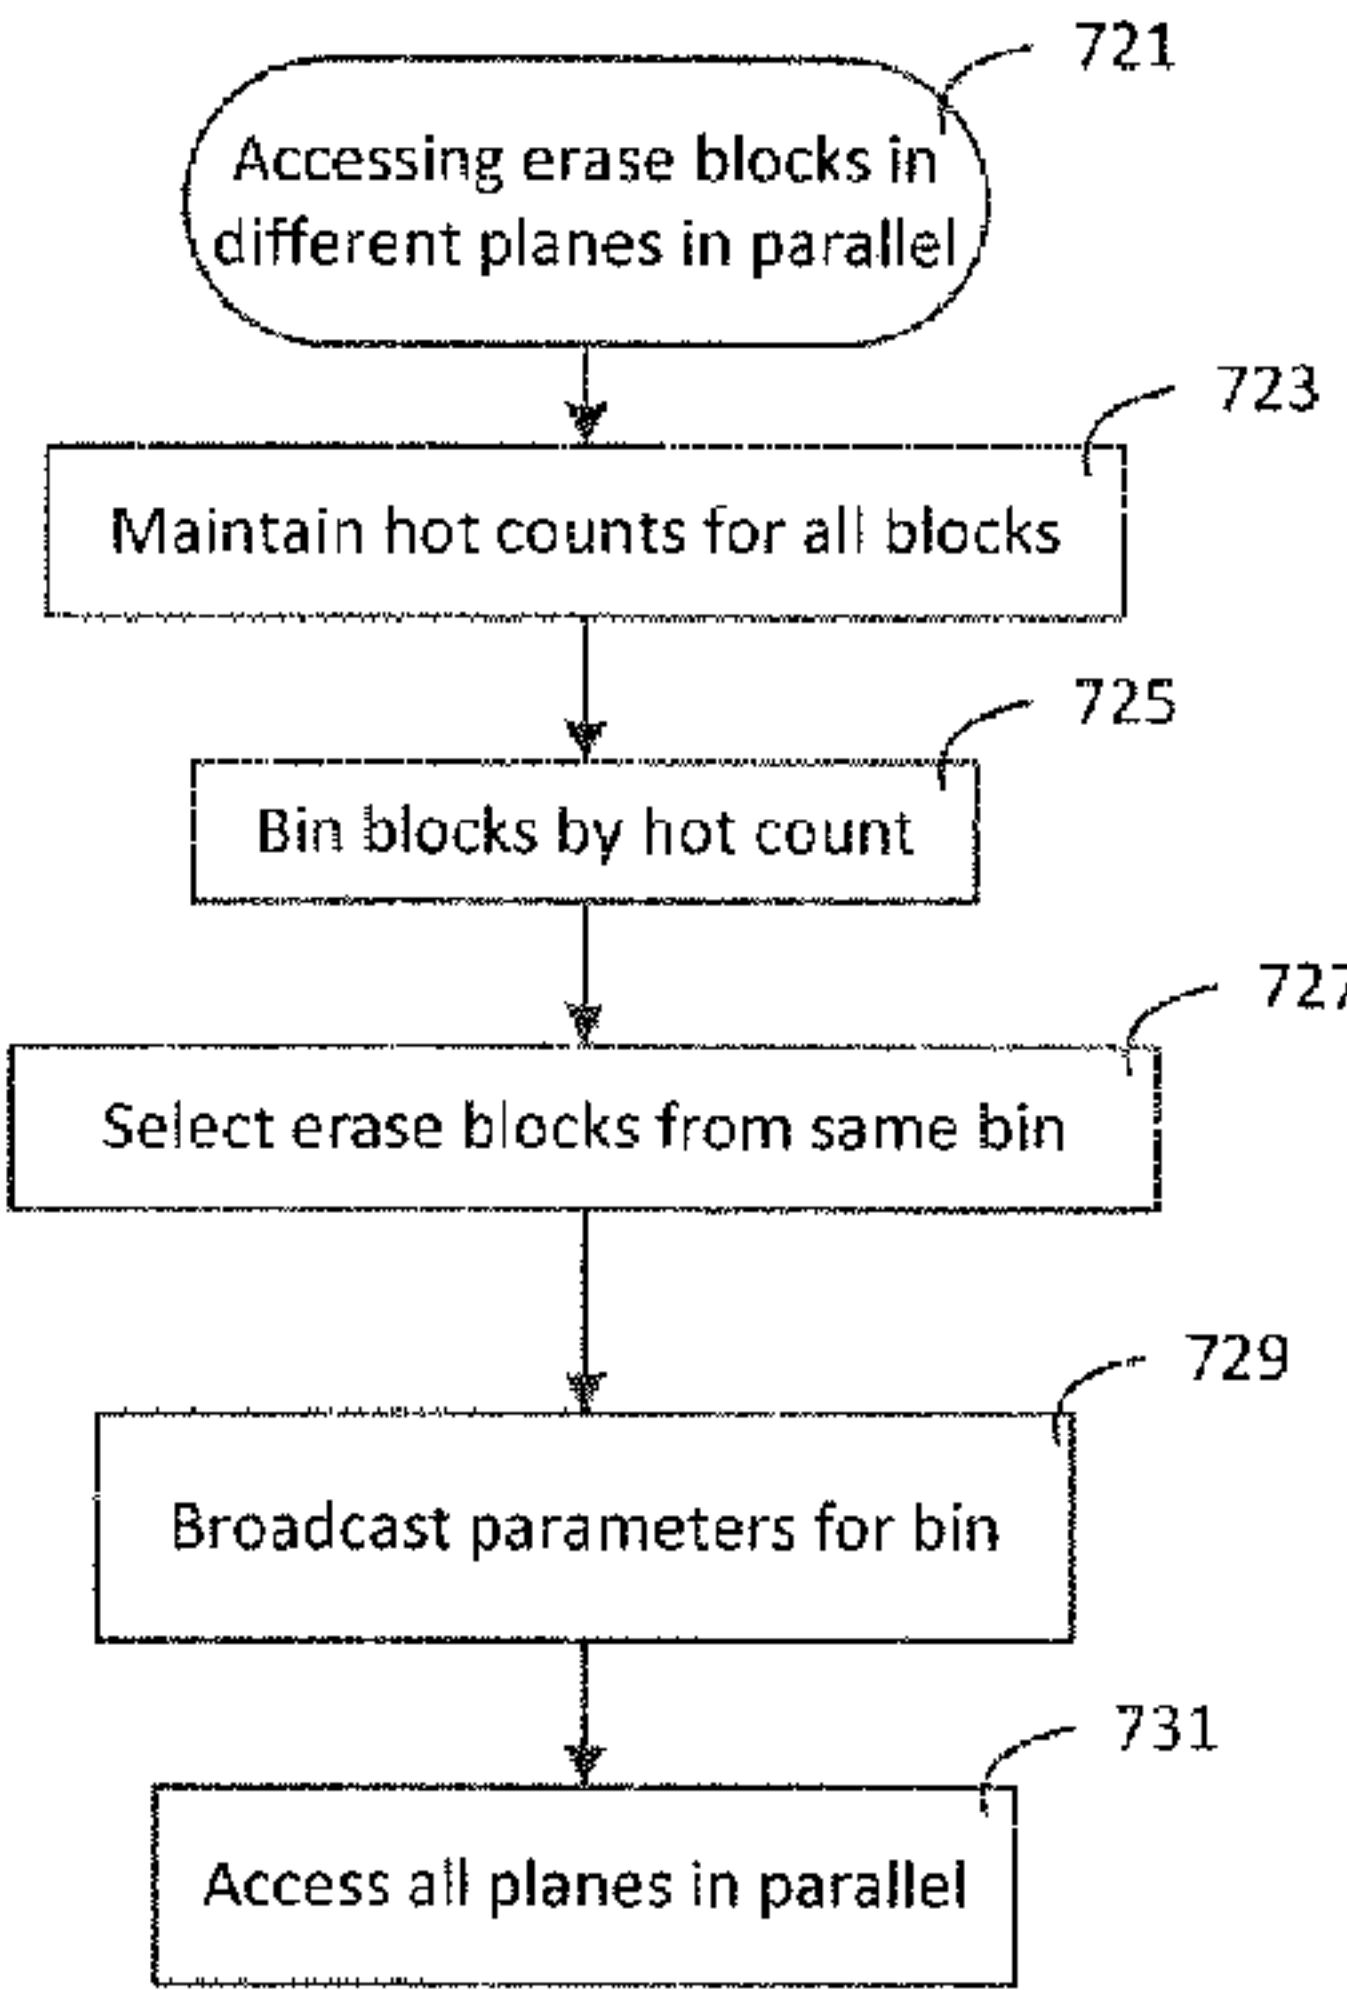 721
Accessing erase blocks in
different planes in parallel
723
Maintain hot counts for all blocks
725
Bin blocks by hot count
727
Select erase blocks from same bin
729
Broadcast parameters for bin
731
Access all planes in parallel